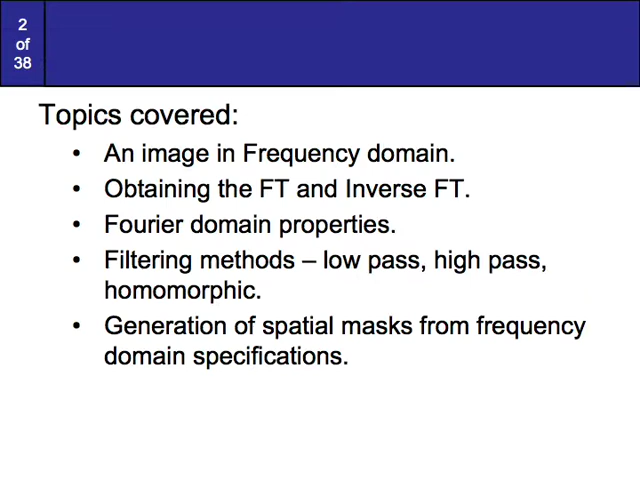 2
of
38
Topics covered:
• An image in Frequency domain.
• Obtaining the FT and Inverse FT.
• Fourier domain properties.
• Filtering methods – low pass, high pass,
homomorphic.
• Generation of spatial masks from frequency
domain specifications.